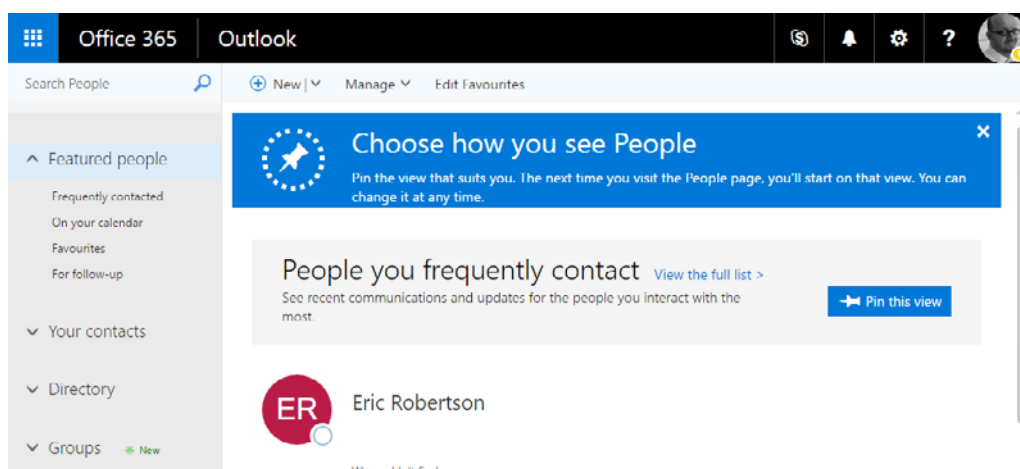 Office 365 Outlook
?
Search People
New | Manage Edit Favourites
Featured people
Frequently contacted
On your calendar
Favourites
For follow-up
Your contacts
Directory
Groups New
Choose how you see People
Pin the view that suits you. The next time you visit the People page, you'll start on that view. You can
change it at any time.
People you frequently contact View the full list >
See recent communications and updates for the people you interact with the
most.
Pin this view
ER
Eric Robertson